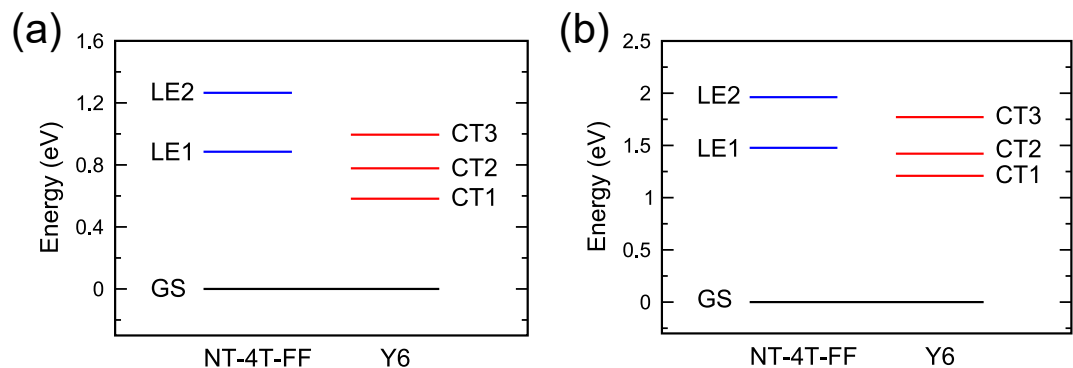 (a)
Energy (eV)
1.6
1.2
0.8
0.4
0
LE2
LE1
GS
CT3
CT2
CT1
NT-4T-FF
Y6
(b)
Energy (eV)
2.5
2
1.5
1
0.5
0
LE2
LE1
GS
CT3
CT2
CT1
NT-4T-FF
Y6